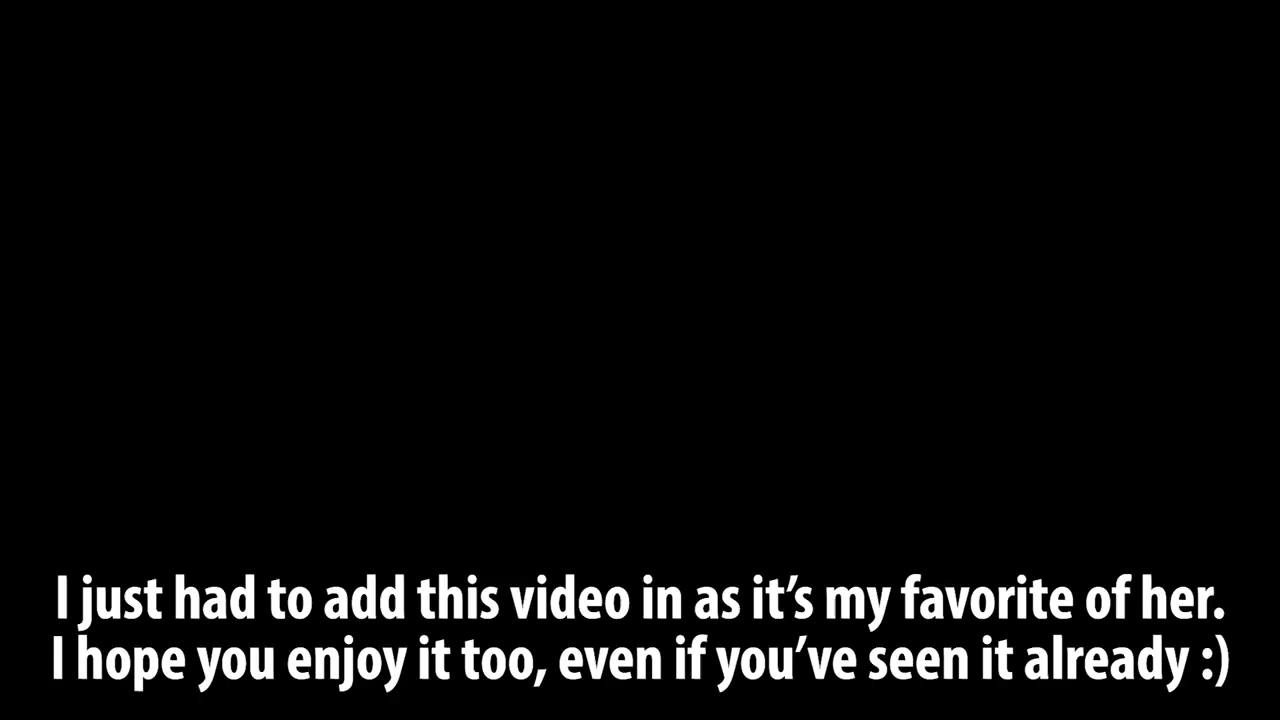 I just had to add this video in as it’s my favorite of her.
I hope you enjoy it too, even if you’ve seen it already :)